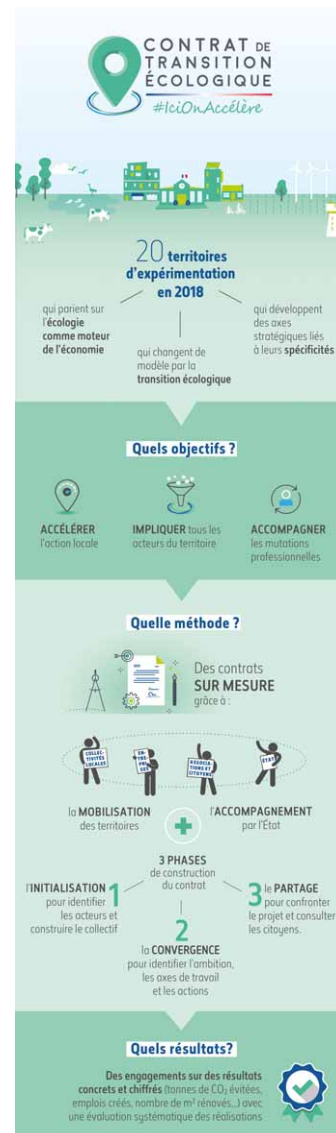 CONTRAT DE
TRANSITION
ÉCOLOGIQUE
#IciOnAccélère
20 territoires
d'expérimentation
en 2018
qui parient sur
l'écologie
comme moteur
de l'économie
qui changent de
modèle par la
transition écologique
qui développent
des axes
stratégiques liés
à leurs spécificités
Quels objectifs ?
ACCÉLÉRER
l'action locale
IMPLIQUER tous les
acteurs du territoire
ACCOMPAGNER
les mutations
professionnelles
Quelle méthode ?
Des contrats
SUR MESURE
grâce à :
COLLEC-
TIVITÉS
LOCALES
EN-
TRE-
PRI-
SES
ASSOCIA-
TIONS ET
CITOYENS
ÉTAT
la MOBILISATION
des territoires
+
l'ACCOMPAGNEMENT
par l'État
3 PHASES
de construction
du contrat
1
l'INITIALISATION
pour identifier
les acteurs et
construire le collectif
2
la CONVERGENCE
pour identifier l'ambition,
les axes de travail
et les actions
3
le PARTAGE
pour confronter
le projet et consulter
les citoyens.
Quels résultats?
Des engagements sur des résultats
concrets et chiffrés (tonnes de CO₂ évitées,
emplois créés, nombre de m² rénovés...) avec
une évaluation systématique des réalisations